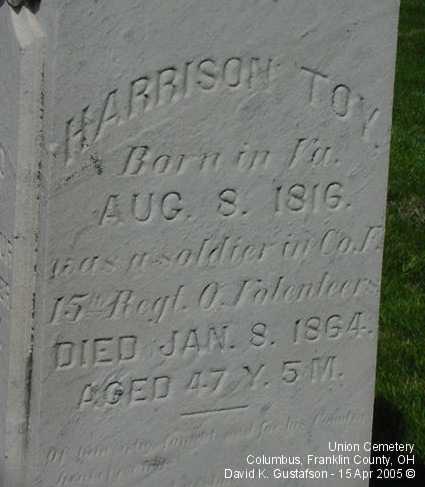 HARRISON TOY.
Born in Va.
AUG. 8. 1816.
was a soldier in Co. F.
15th Regt. O. Volenteers
DIED JAN. 8. 1864.
AGED 47 Y. 5 M.
Union Cemetery
Columbus, Franklin County, OH
David K. Gustafson - 15 Apr 2005 ©